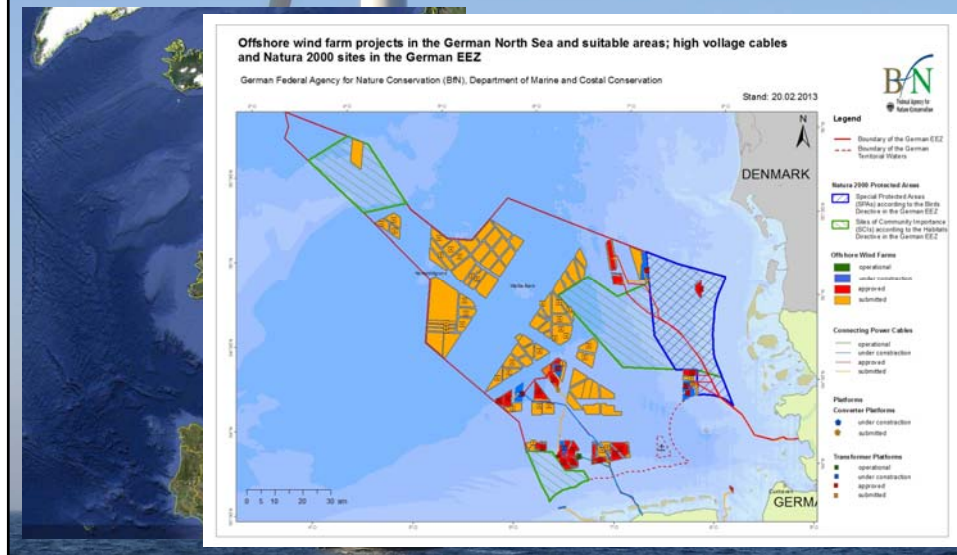 Offshore wind farm projects in the German North Sea and suitable areas; high vollage cables
and Natura 2000 sites in the German EEZ
German Federal Agency for Nature Conservation (BfN), Department of Marine and Costal Conservation
Stand: 20.02.2013
BfN
Federal Agency for
Nature Conservation
N
DENMARK
GERMA
0 5 10 20 30 sm
Legend
Boundary of the German EEZ
Boundary of the German
Territorial Waters
Natura 2000 Protected Areas
Special Protected Areas
(SPAs) according to the Birds
Directive in the German EEZ
Sites of Community Importance
(SCIs) according to the Habitats
Directive in the German EEZ
Offshore Wind Farms
operational
under construction
approved
submitted
Connecting Power Cables
operational
under construction
approved
submitted
Platforms
Converter Platforms
under construction
submitted
Transformer Platforms
operational
under construction
approved
submitted